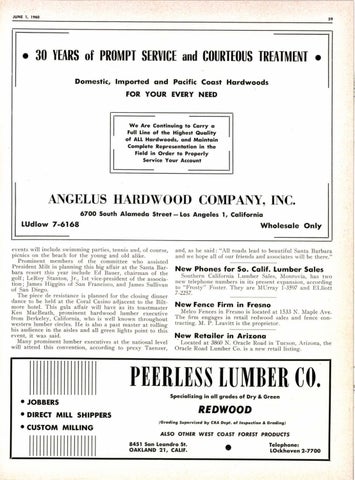 JUNE 1, 1960
59
• 30 YEARS of PROMPT SERVICE and COURTEOUS TREATMENT •
Domestic, Imported and Pacific Coast Hardwoods
FOR YOUR EVERY NEED
We Are Continuing to Carry a
Full Line of the Highest Quality
of ALL Hardwoods, and Maintain
Complete Representation in the
Field in Order to Properly
Service Your Account
ANGELUS HARDWOOD COMPANY, INC.
6700 South Alameda Street — Los Angeles 1, California
LUdlow 7-6168
Wholesale Only
events will include swimming parties, tennis and, of course,
picnics on the beach for the young and old alike.
Prominent members of the committee who assisted
President Milt in planning this big affair at the Santa Bar-
bara resort this year include Ed Bauer, chairman of the
golf; LeRoy Stanton, Jr., 1st vice-president of the associa-
tion; James Higgins of San Francisco, and James Sullivan
of San Diego.
The piece de resistance is planned for the closing dinner
dance to be held at the Coral Casino adjacent to the Bilt-
more hotel. This gala affair will have as its toastmaster
Ken MacBeath, prominent hardwood lumber executive
from Berkeley, California, who is well known throughout
western lumber circles. He is also a past master at rolling
his audience in the aisles and all green lights point to this
event, it was said.
Many prominent lumber executives at the national level
will attend this convention, according to prexy Taenzer,
and, as he said: "All roads lead to beautiful Santa Barbara
and we hope all of our friends and associates will be there."
New Phones for So. Calif. Lumber Sales
Southern California Lumber Sales, Montrovia, has two
new telephone numbers in its present expansion, according
to "Frosty" Foster. They are MUrray 1-3997 and ELliott
7-2297.
New Fence Firm in Fresno
Melco Fences in Fresno is located at 1535 N. Maple Ave.
The firm engages in retail redwood sales and fence con-
tracting. M. P. Leavitt is the proprietor.
New Retailer in Arizona
Located at 3860 N. Oracle Road in Tucson, Arizona, the
Oracle Road Lumber Co. is a new retail listing.
PEERLESS LUMBER CO.
Specializing in all grades of Dry & Green
REDWOOD
(Grading Supervised by CRA Dept. of Inspection & Grading)
ALSO OTHER WEST COAST FOREST PRODUCTS
• JOBBERS
• DIRECT MILL SHIPPERS
• CUSTOM MILLING
8451 San Leandro St.
OAKLAND 21, CALIF.
Telephone:
LOckhaven 2-7700